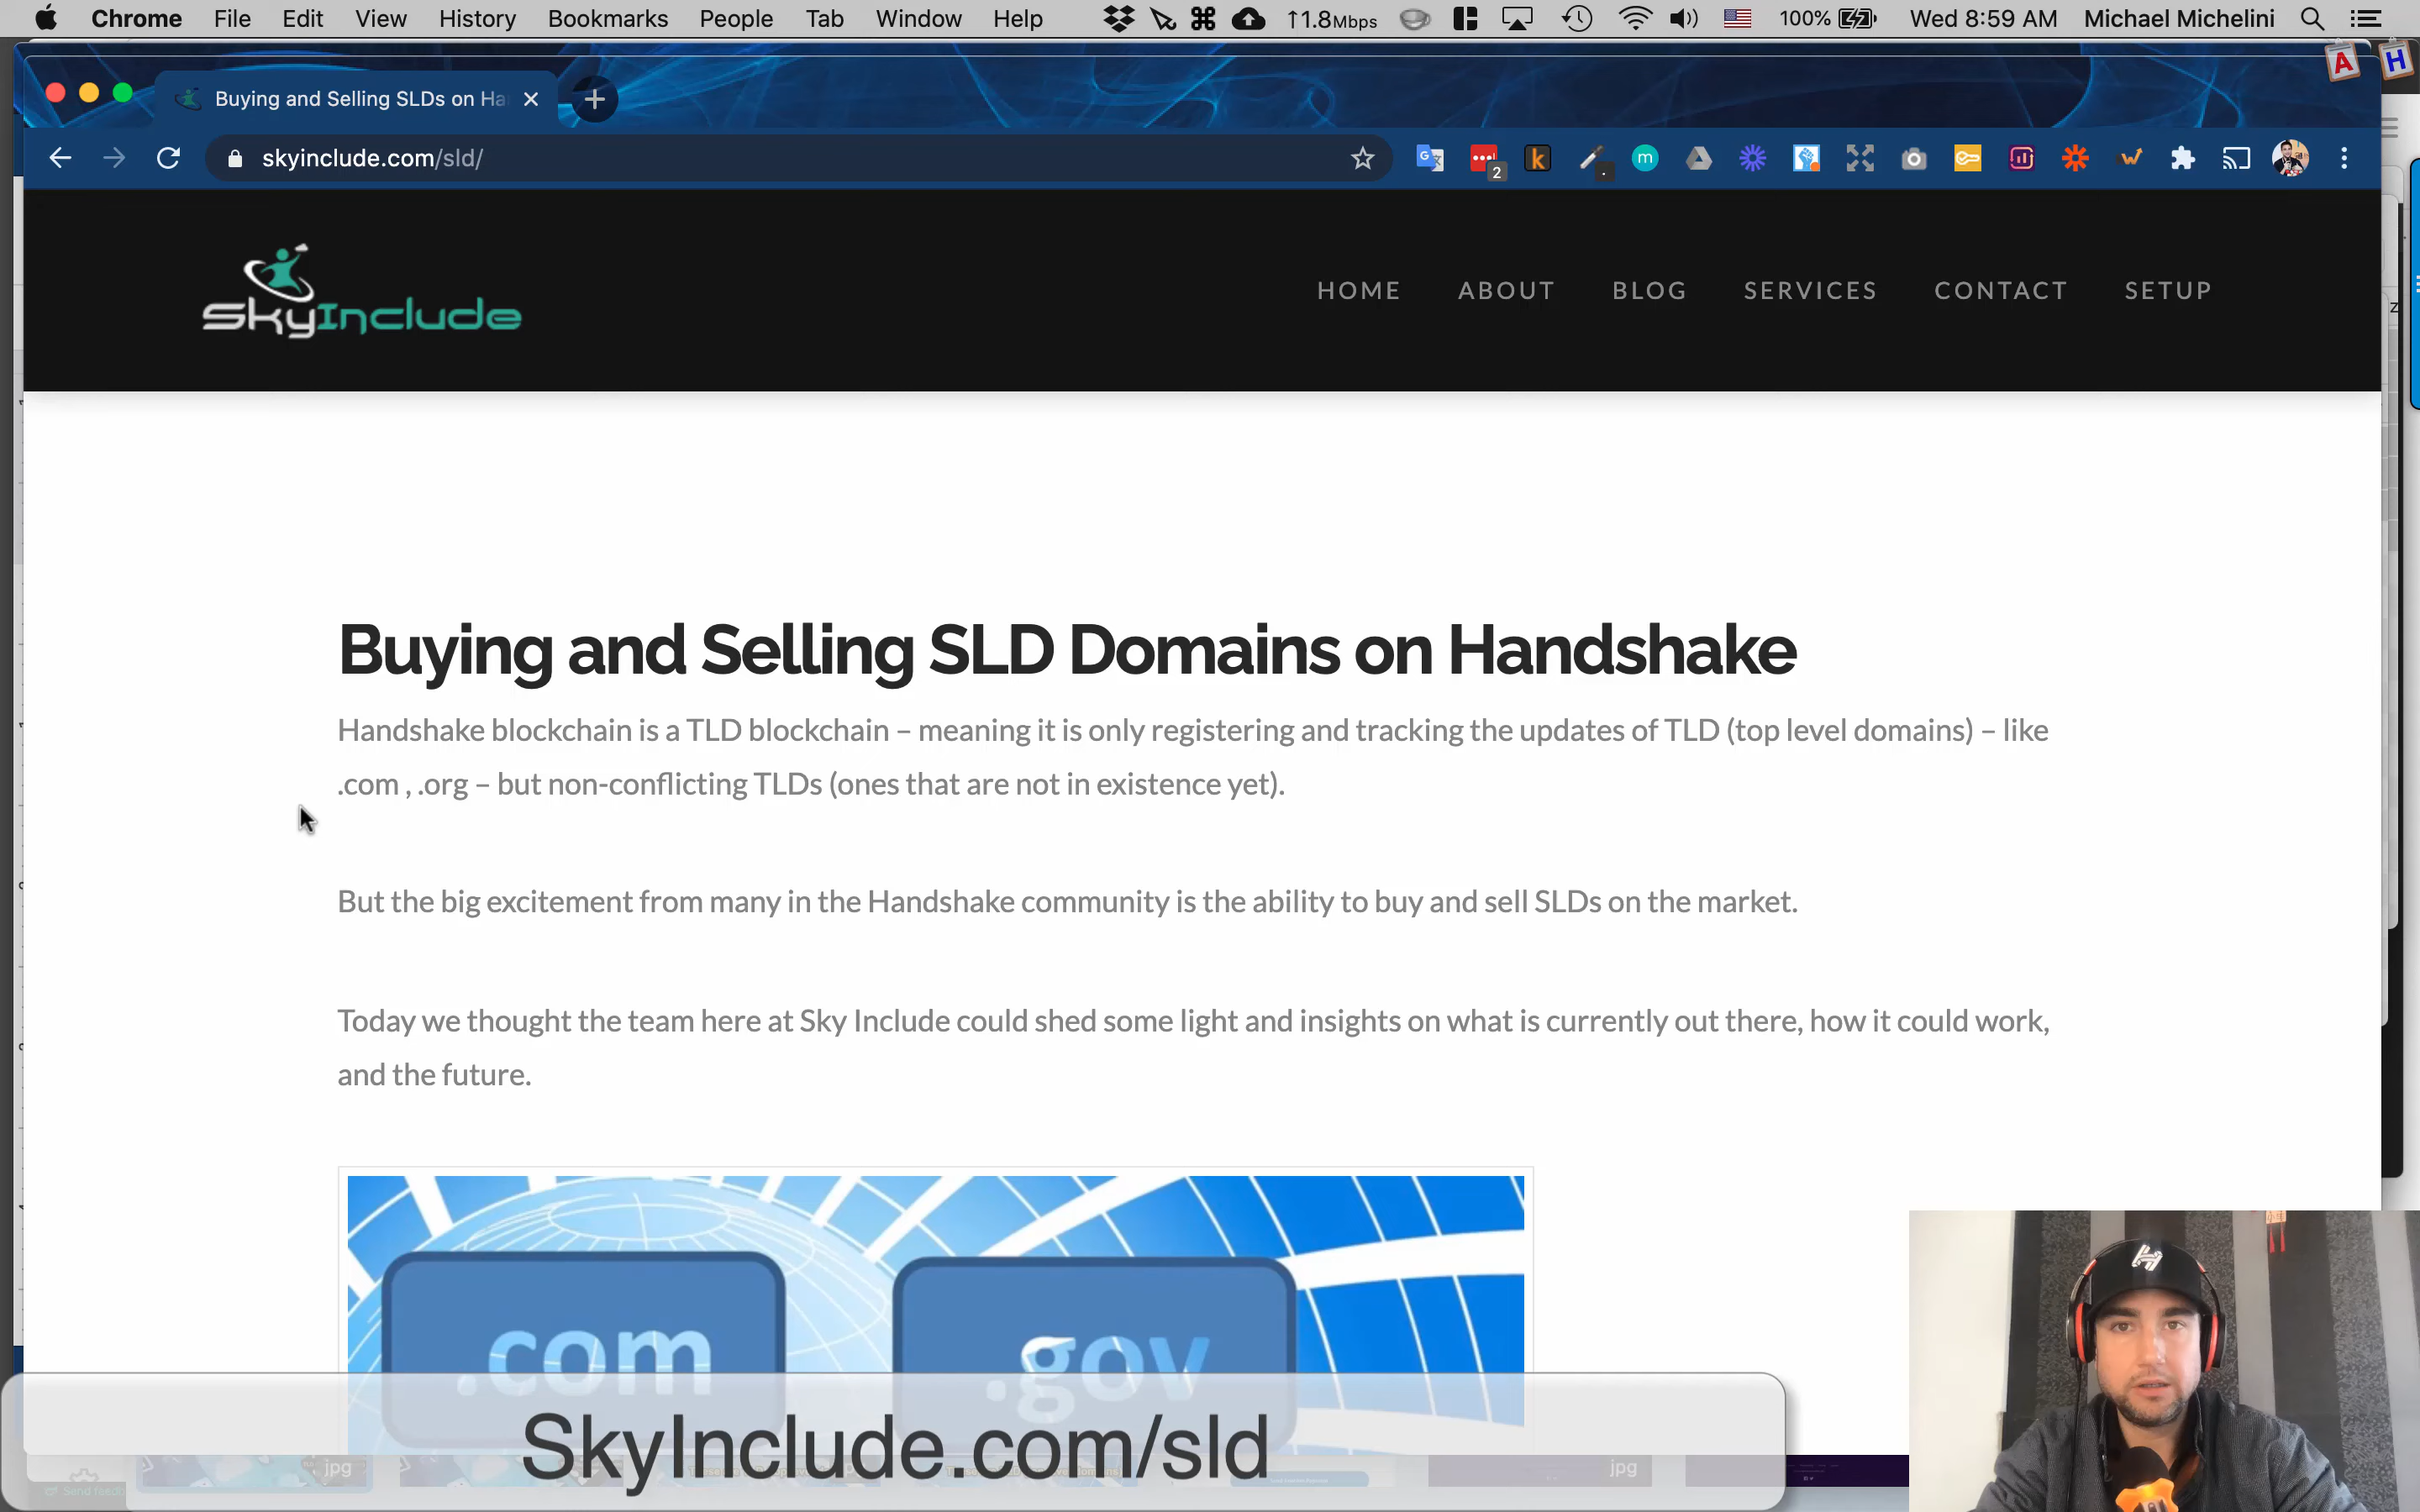 Chrome File Edit View History Bookmarks People Tab Window Help ↑1.8Mbps 100% Wed 8:59 AM Michael Michelini
A H
Buying and Selling SLDs on Ha
skyinclude.com/sld/
2 k m
SkyInclude
HOME ABOUT BLOG SERVICES CONTACT SETUP
Buying and Selling SLD Domains on Handshake
Handshake blockchain is a TLD blockchain – meaning it is only registering and tracking the updates of TLD (top level domains) – like
.com , .org – but non-conflicting TLDs (ones that are not in existence yet).
But the big excitement from many in the Handshake community is the ability to buy and sell SLDs on the market.
Today we thought the team here at Sky Include could shed some light and insights on what is currently out there, how it could work,
and the future.
.com .gov
SkyInclude.com/sld
jpg jpg
Send feedb